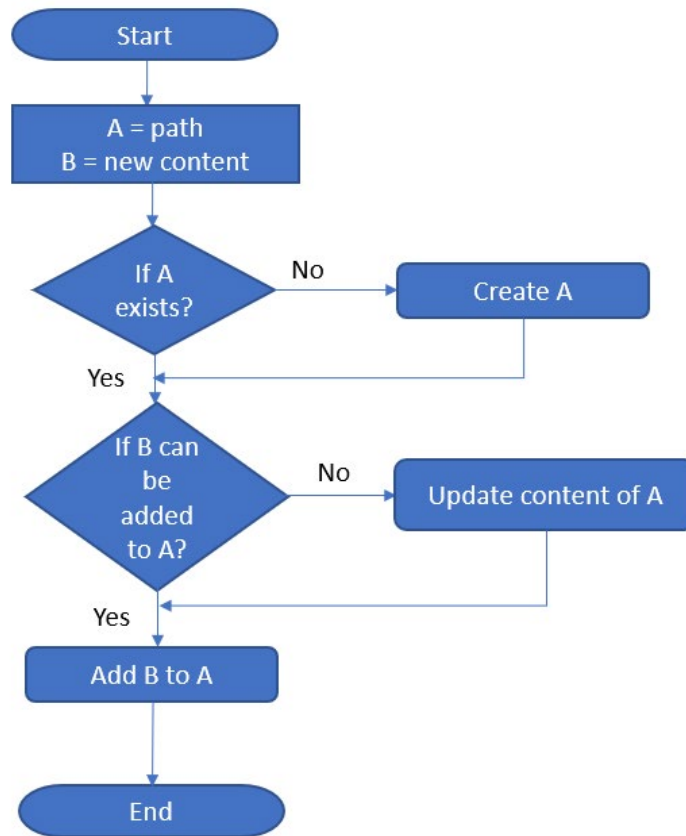 Start
A = path
B = new content
If A
exists?
No
Create A
Yes
If B can
be
added
to A?
No
Update content of A
Yes
Add B to A
End